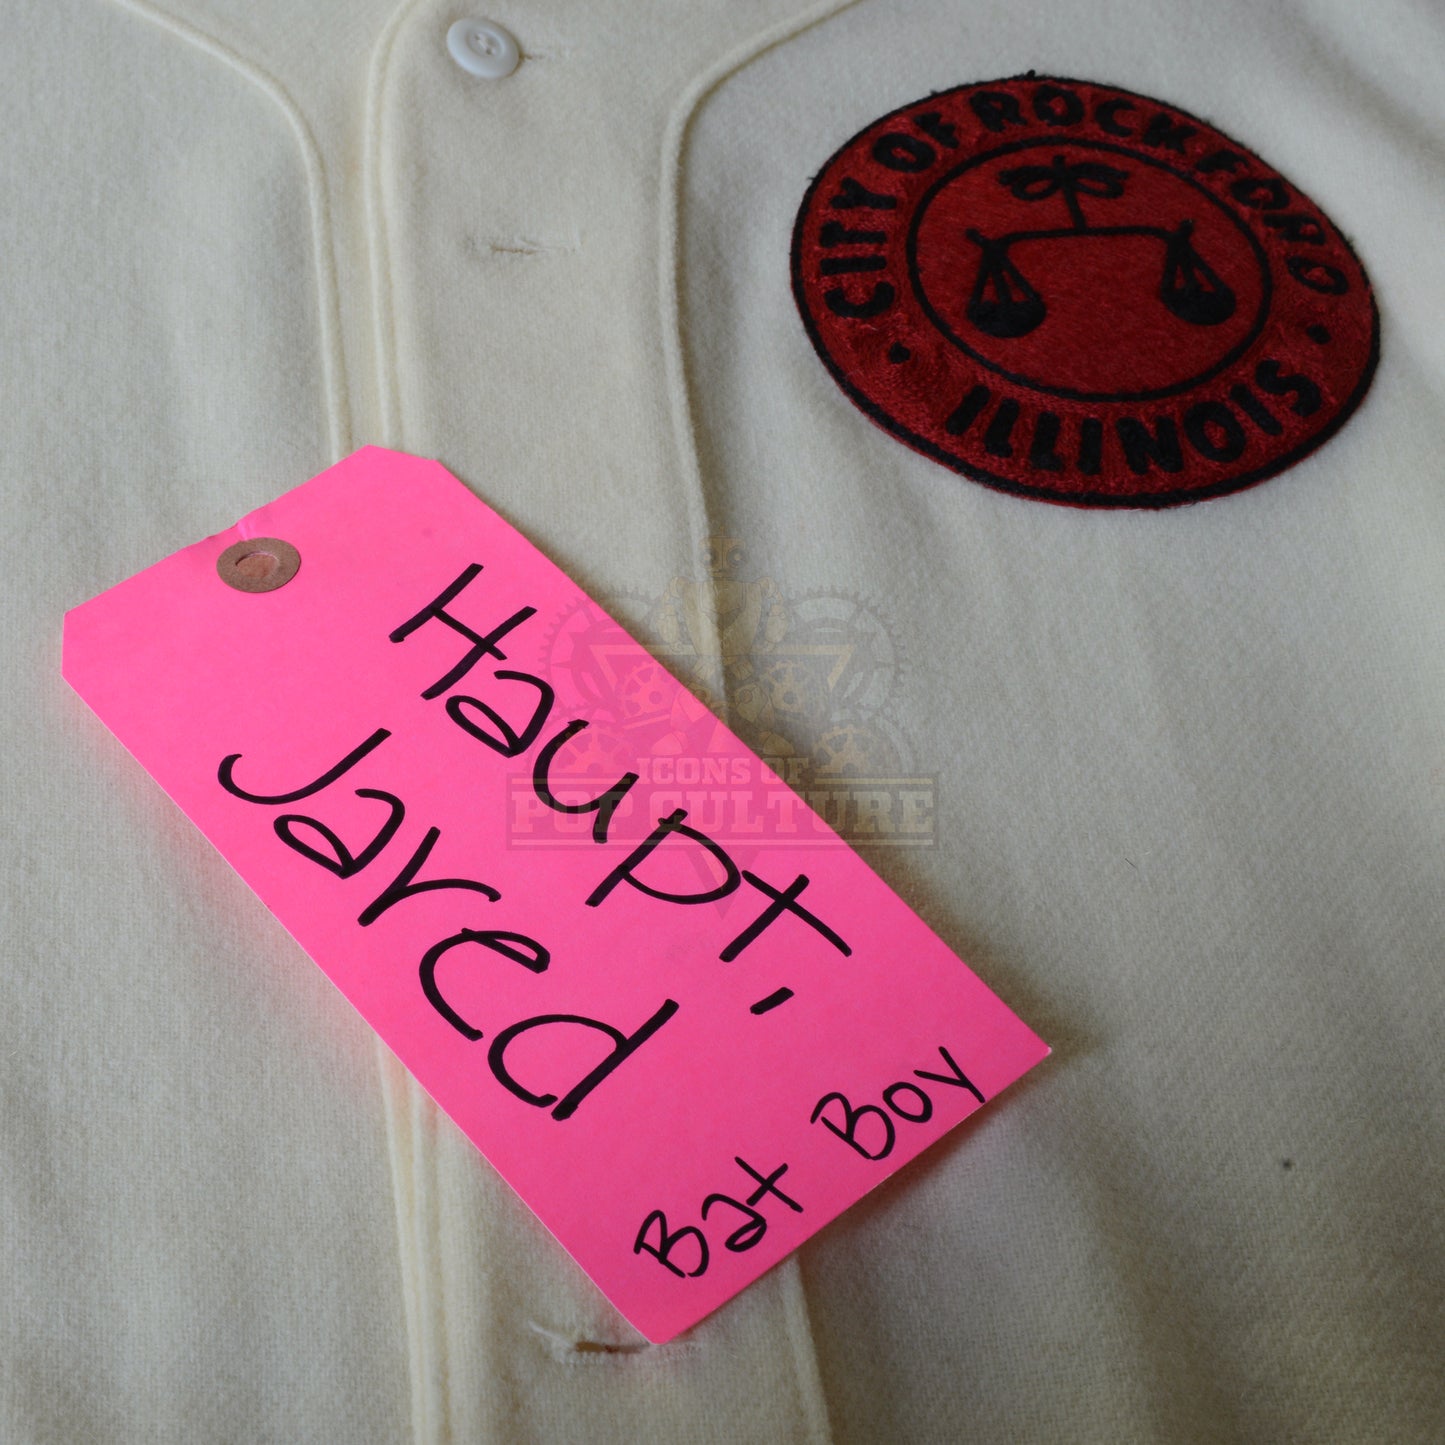 CITY OF ROCKFORD
• ILLINOIS •
Haupt -
Jared
Bat Boy
ICONS OF
POP CULTURE